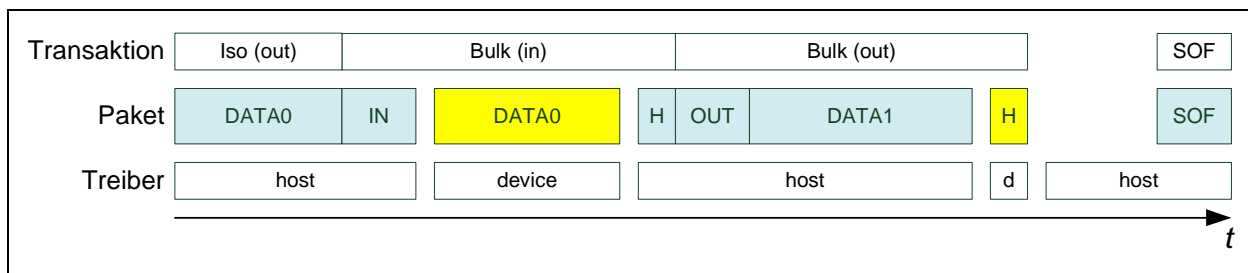 Transaktion Iso (out) Bulk (in) Bulk (out) SOF
Paket DATA0 IN DATA0 H OUT DATA1 H SOF
Treiber host device host d host
t